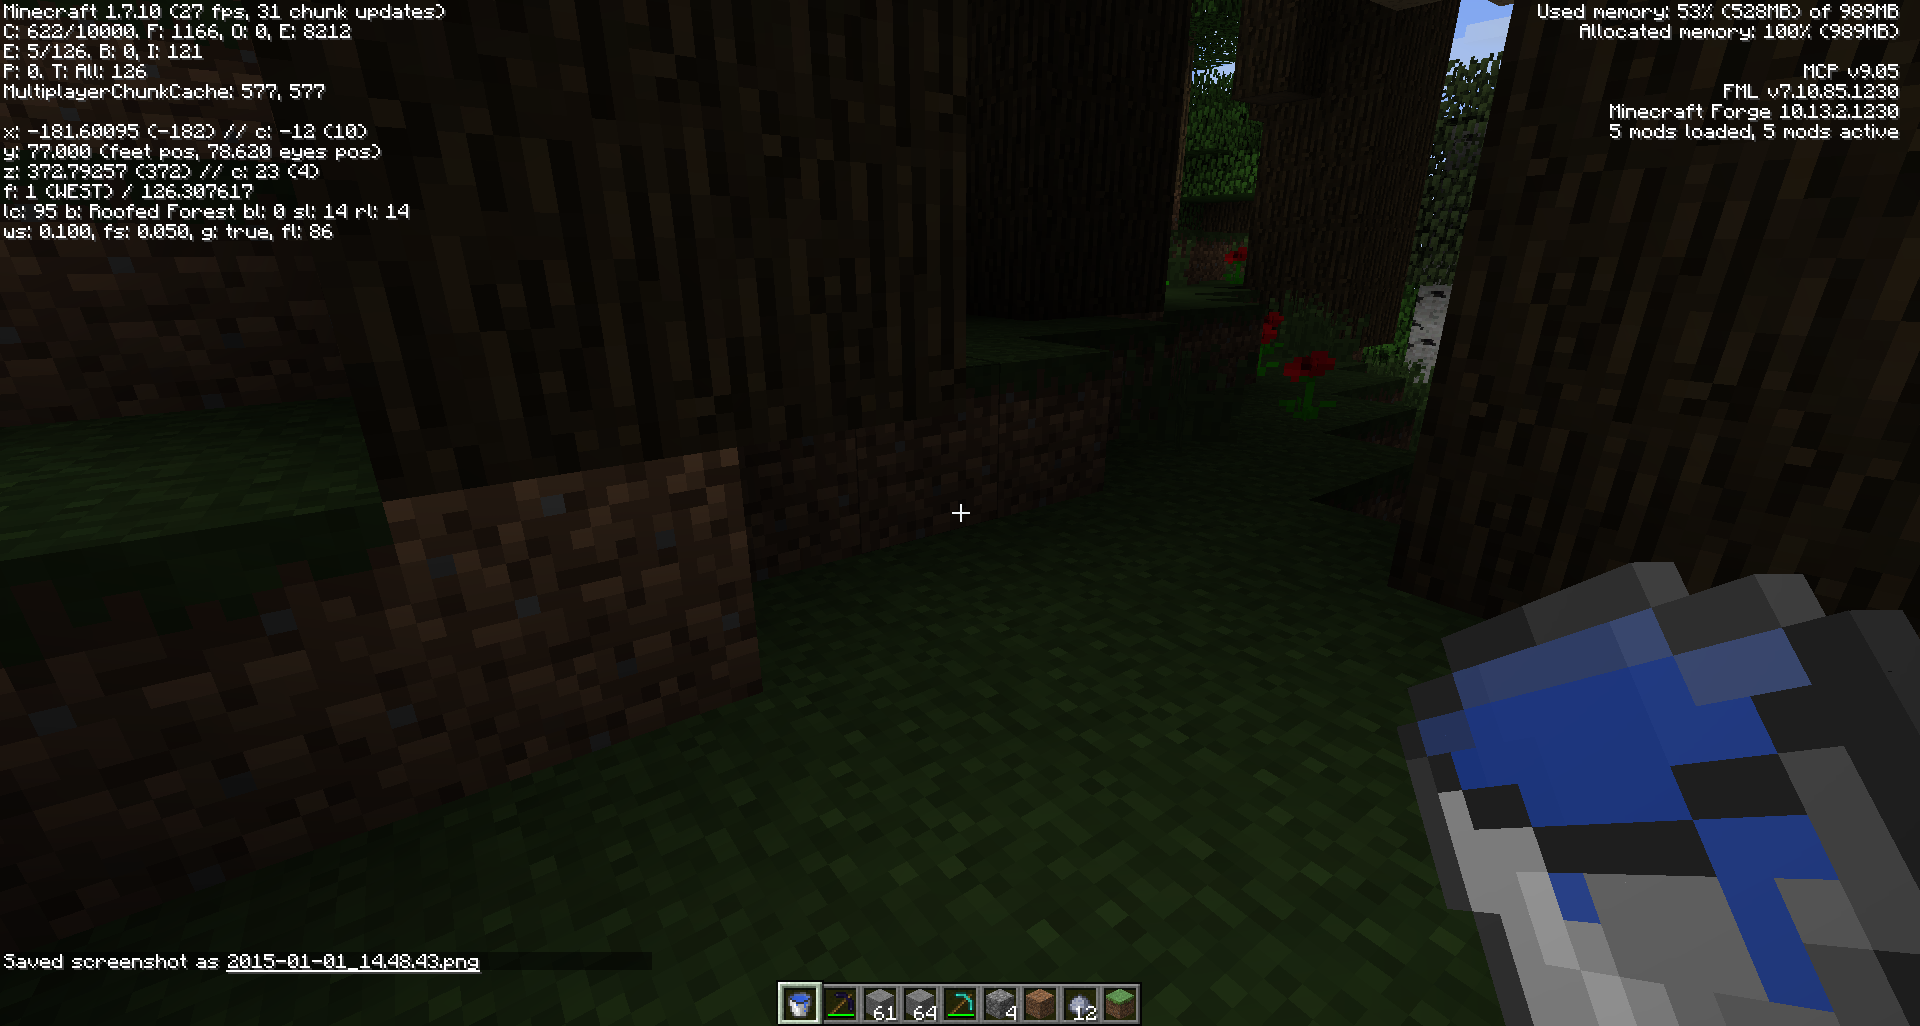 Minecraft 1.7.10 (27 fps, 31 chunk updates)
C: 622/10000. F: 1166, O: 0, E: 8212
E: 5/126. B: 0, I: 121
P: 0. T: All: 126
MultiplayerChunkCache: 577, 577
x: -181.60095 (-182) // c: -12 (10)
y: 77.000 (feet pos, 78.620 eyes pos)
z: 372.79257 (372) // c: 23 (4)
f: 1 (WEST) / 126.307617
lc: 95 b: Roofed Forest bl: 0 sl: 14 rl: 14
ws: 0.100, fs: 0.050, g: true, fl: 86
Used memory: 53% (528MB) of 989MB
Allocated memory: 100% (989MB)
MCP v9.05
FML v7.10.85.1230
Minecraft Forge 10.13.2.1230
5 mods loaded, 5 mods active
Saved screenshot as 2015-01-01_14.48.43.png
61 64 4 12